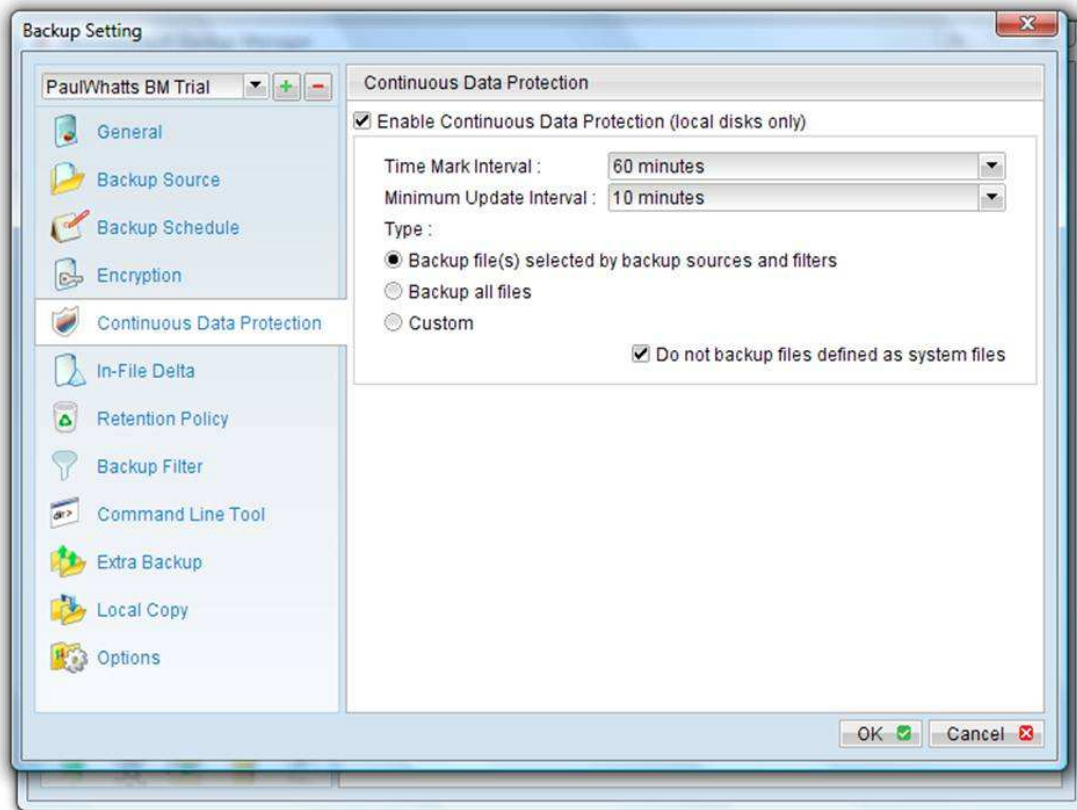 Backup Setting
PaulWhatts BM Trial
General
Backup Source
Backup Schedule
Encryption
Continuous Data Protection
In-File Delta
Retention Policy
Backup Filter
Command Line Tool
Extra Backup
Local Copy
Options
Continuous Data Protection
Enable Continuous Data Protection (local disks only)
Time Mark Interval : 60 minutes
Minimum Update Interval : 10 minutes
Type :
Backup file(s) selected by backup sources and filters
Backup all files
Custom
Do not backup files defined as system files
OK Cancel